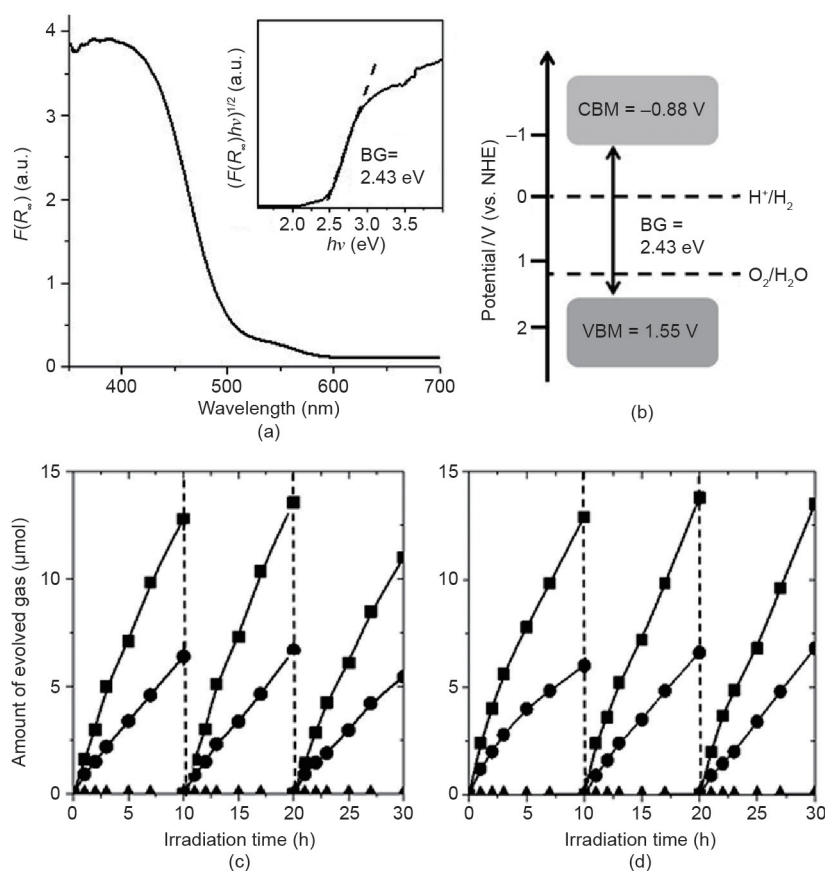 4
3
2
1
0
F(R∞) (a.u.)
400
500
600
700
Wavelength (nm)
(a)
(F(R∞)hν)1/2 (a.u.)
BG=
2.43 eV
2.0
2.5
3.0
3.5
hν (eV)
Potential/V (vs. NHE)
–1
0
1
2
CBM = –0.88 V
H+/H2
BG =
2.43 eV
O2/H2O
VBM = 1.55 V
(b)
Amount of evolved gas (μmol)
15
10
5
0
0
5
10
15
20
25
30
Irradiation time (h)
(c)
15
10
5
0
0
5
10
15
20
25
30
Irradiation time (h)
(d)